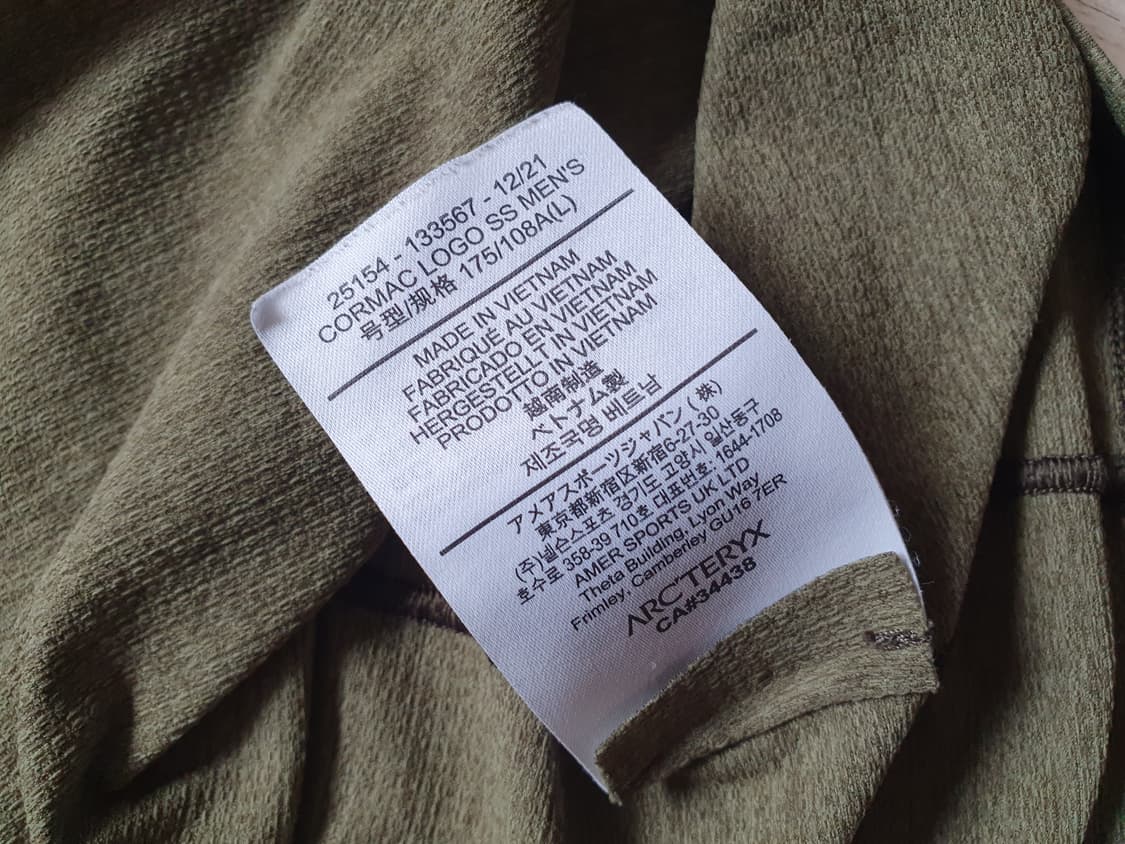 25154 - 133567 - 12/21
CORMAC LOGO SS MEN'S
号型/规格 175/108A(L)
MADE IN VIETNAM
FABRIQUÉ AU VIETNAM
FABRICADO EN VIETNAM
HERGESTELLT IN VIETNAM
PRODOTTO IN VIETNAM
越南制造
ベトナム製
제조국명 베트남
アメアスポーツジャパン (株)
東京都新宿区新宿6-27-30
(주)넬슨스포츠 경기도 고양시 일산동구
호수로 358-39 710호 대표번호: 1644-1708
AMER SPORTS UK LTD
Theta Building, Lyon Way
Frimley, Camberley GU16 7ER
ARC'TERYX
CA#34438